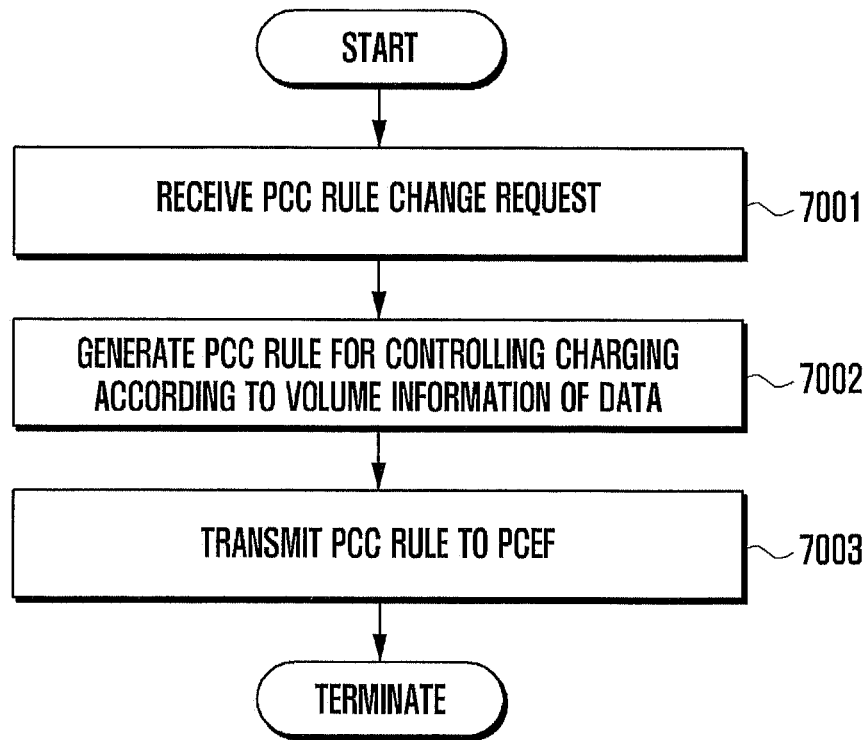 START
RECEIVE PCC RULE CHANGE REQUEST
7001
GENERATE PCC RULE FOR CONTROLLING CHARGING
ACCORDING TO VOLUME INFORMATION OF DATA
7002
TRANSMIT PCC RULE TO PCEF
7003
TERMINATE